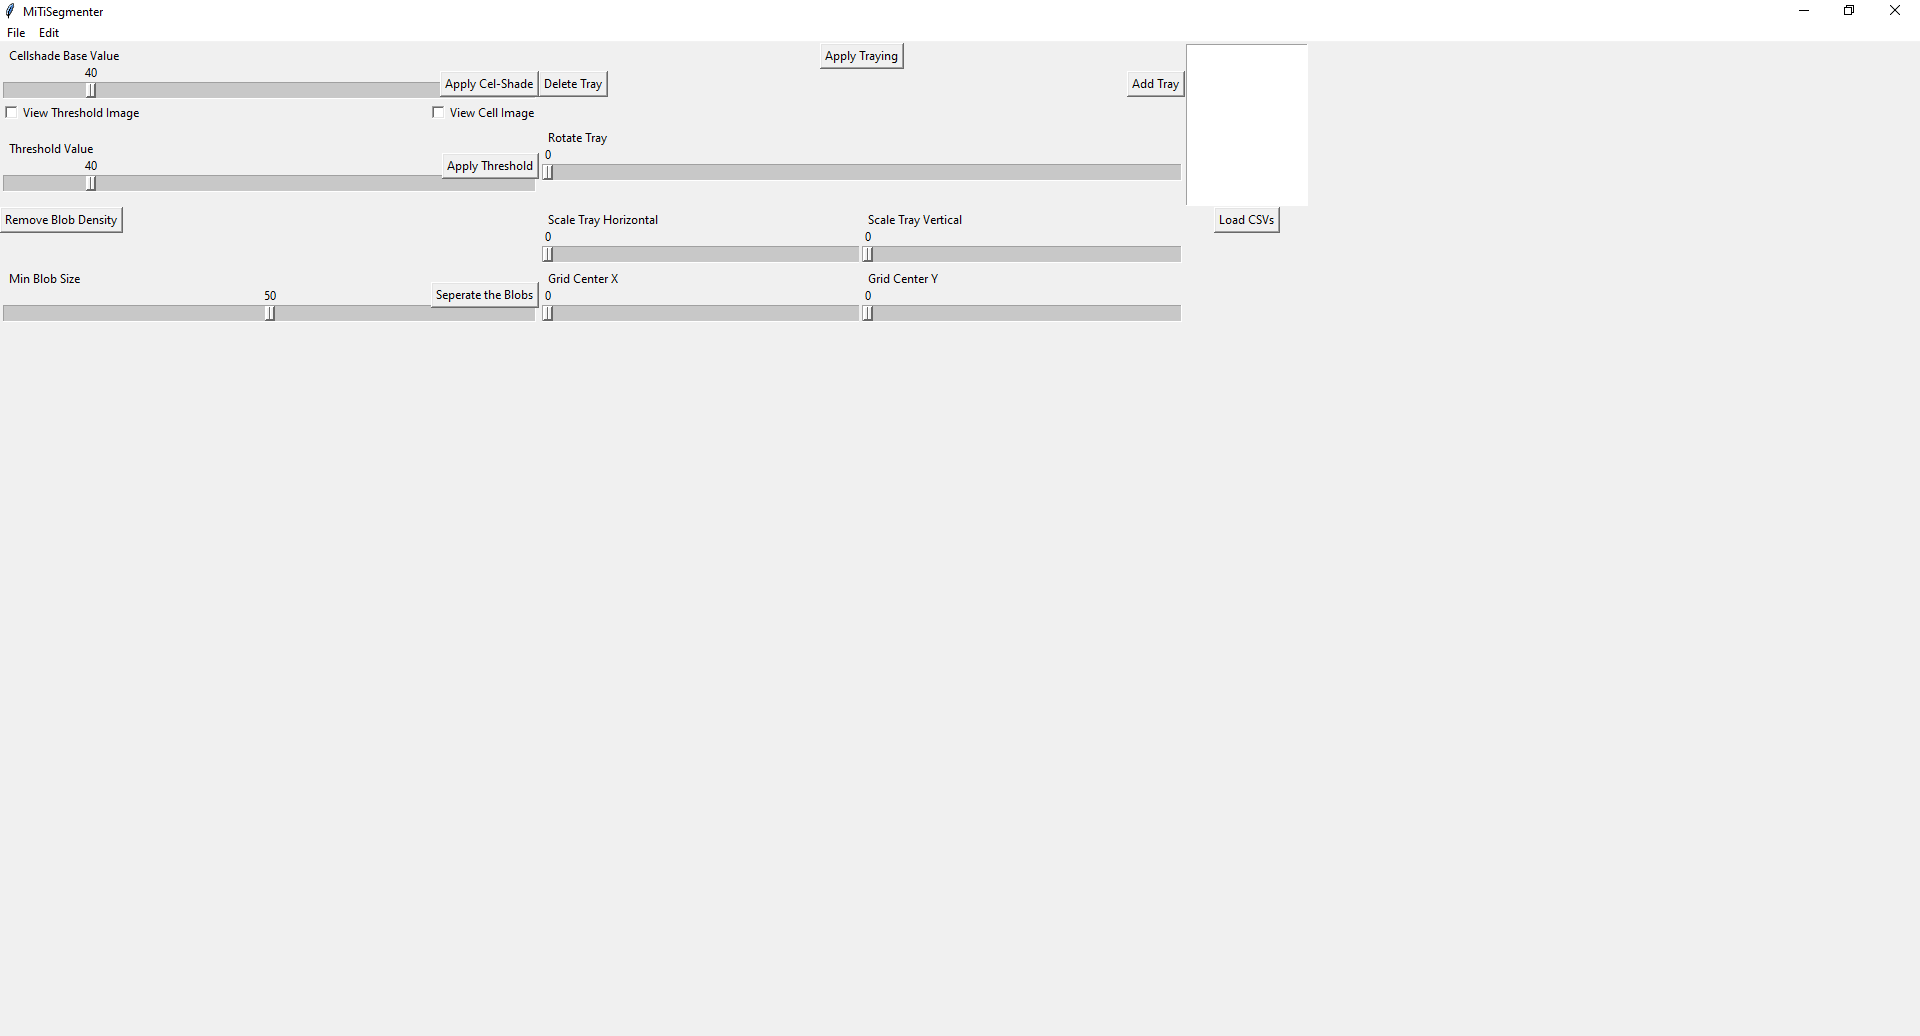 MiTiSegmenter
File Edit
Cellshade Base Value
40
Apply Cel-Shade
Delete Tray
Apply Traying
Add Tray
View Threshold Image
View Cell Image
Threshold Value
40
Apply Threshold
Rotate Tray
0
Remove Blob Density
Scale Tray Horizontal
0
Scale Tray Vertical
0
Load CSVs
Min Blob Size
50
Seperate the Blobs
Grid Center X
0
Grid Center Y
0